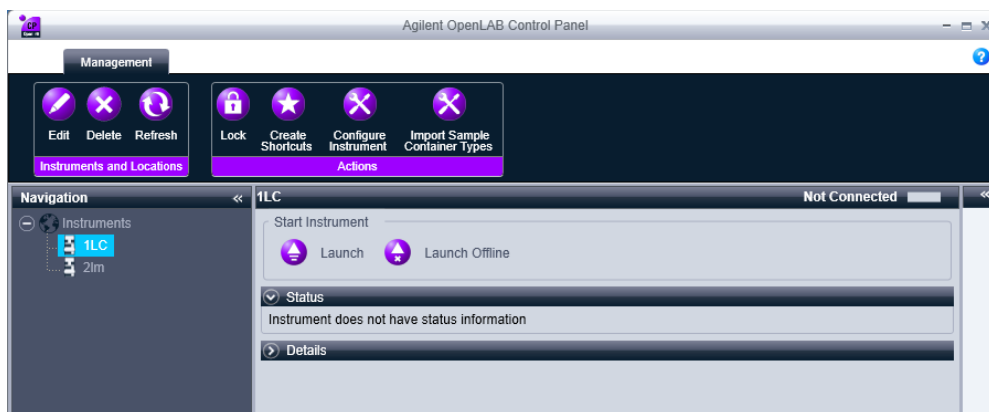 CP
Agilent OpenLAB Control Panel
Management
Edit Delete Refresh
Instruments and Locations
Lock Create Shortcuts Configure Instrument Import Sample Container Types
Actions
Navigation «
1LC Not Connected «
Instruments
1LC
2lm
Start Instrument
Launch Launch Offline
Status
Instrument does not have status information
Details